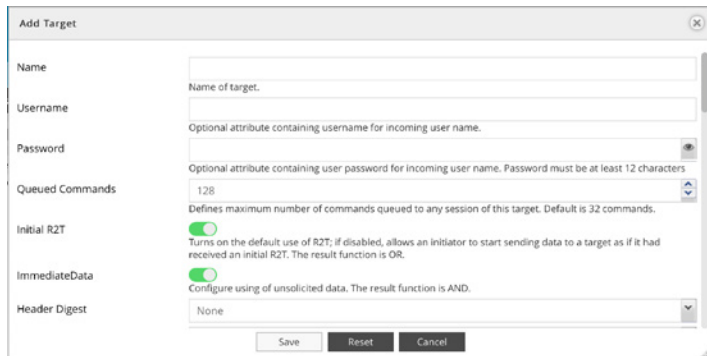 Add Target
Name
Name of target.
Username
Optional attribute containing username for incoming user name.
Password
Optional attribute containing user password for incoming user name. Password must be at least 12 characters
Queued Commands
128
Defines maximum number of commands queued to any session of this target. Default is 32 commands.
Initial R2T
Turns on the default use of R2T; if disabled, allows an initiator to start sending data to a target as if it had
received an initial R2T. The result function is OR.
ImmediateData
Configure using of unsolicited data. The result function is AND.
Header Digest
None
Save Reset Cancel